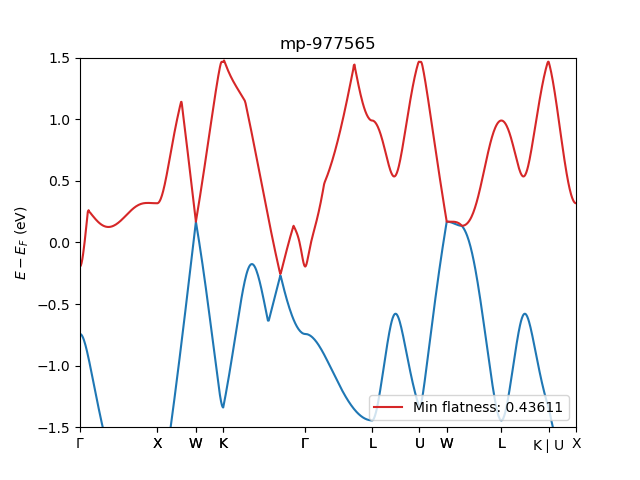 mp-977565
E − E_F (eV)
1.5
1.0
0.5
0.0
−0.5
−1.0
−1.5
Min flatness: 0.43611
Γ X W K Γ L U W L K | U X